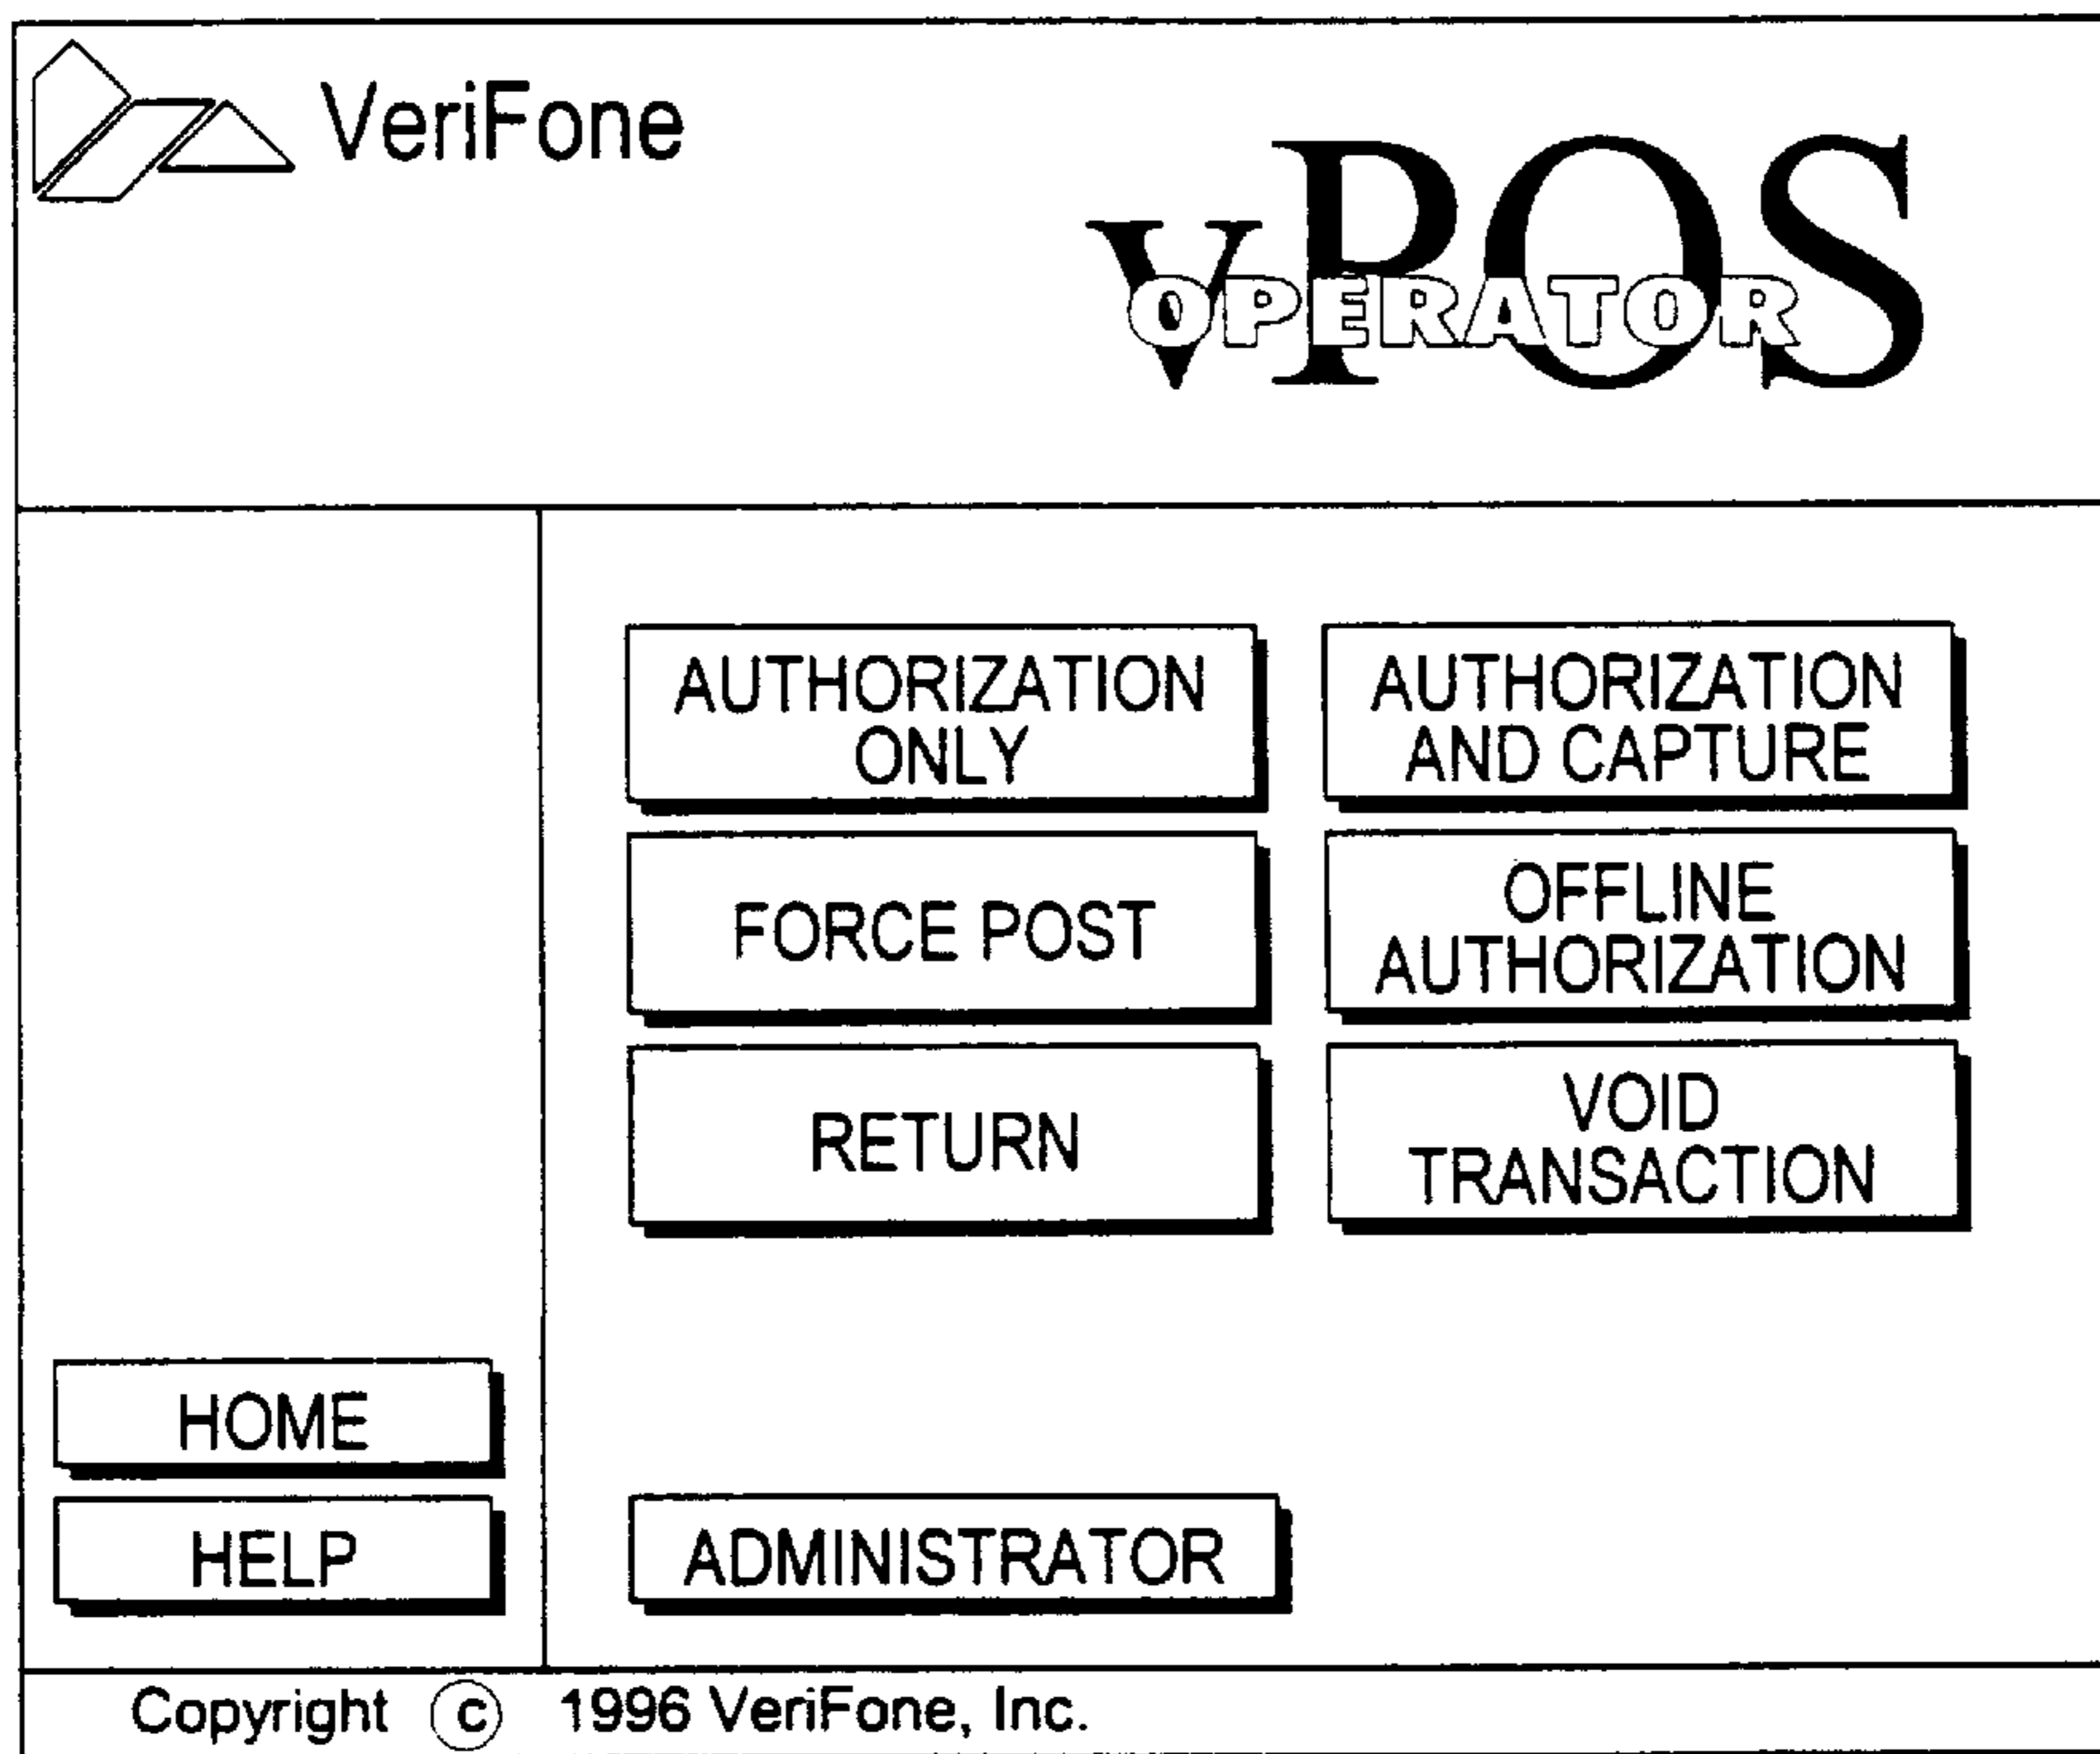 VeriFone
vPOS
OPERATOR
AUTHORIZATION
ONLY
AUTHORIZATION
AND CAPTURE
FORCE POST
OFFLINE
AUTHORIZATION
RETURN
VOID
TRANSACTION
HOME
HELP
ADMINISTRATOR
Copyright © 1996 VeriFone, Inc.